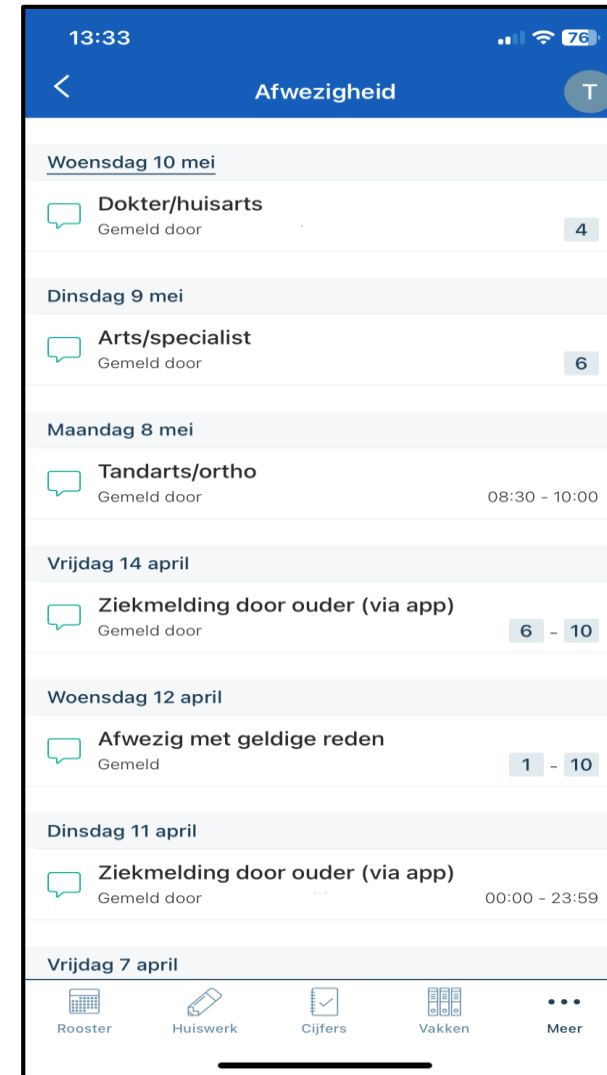 13:33
76
Afwezigheid
T
Woensdag 10 mei
Dokter/huisarts
Gemeld door
4
Dinsdag 9 mei
Arts/specialist
Gemeld door
6
Maandag 8 mei
Tandarts/ortho
Gemeld door
08:30 - 10:00
Vrijdag 14 april
Ziekmelding door ouder (via app)
Gemeld door
6 - 10
Woensdag 12 april
Afwezig met geldige reden
Gemeld
1 - 10
Dinsdag 11 april
Ziekmelding door ouder (via app)
Gemeld door
00:00 - 23:59
Vrijdag 7 april
Rooster Huiswerk Cijfers Vakken Meer